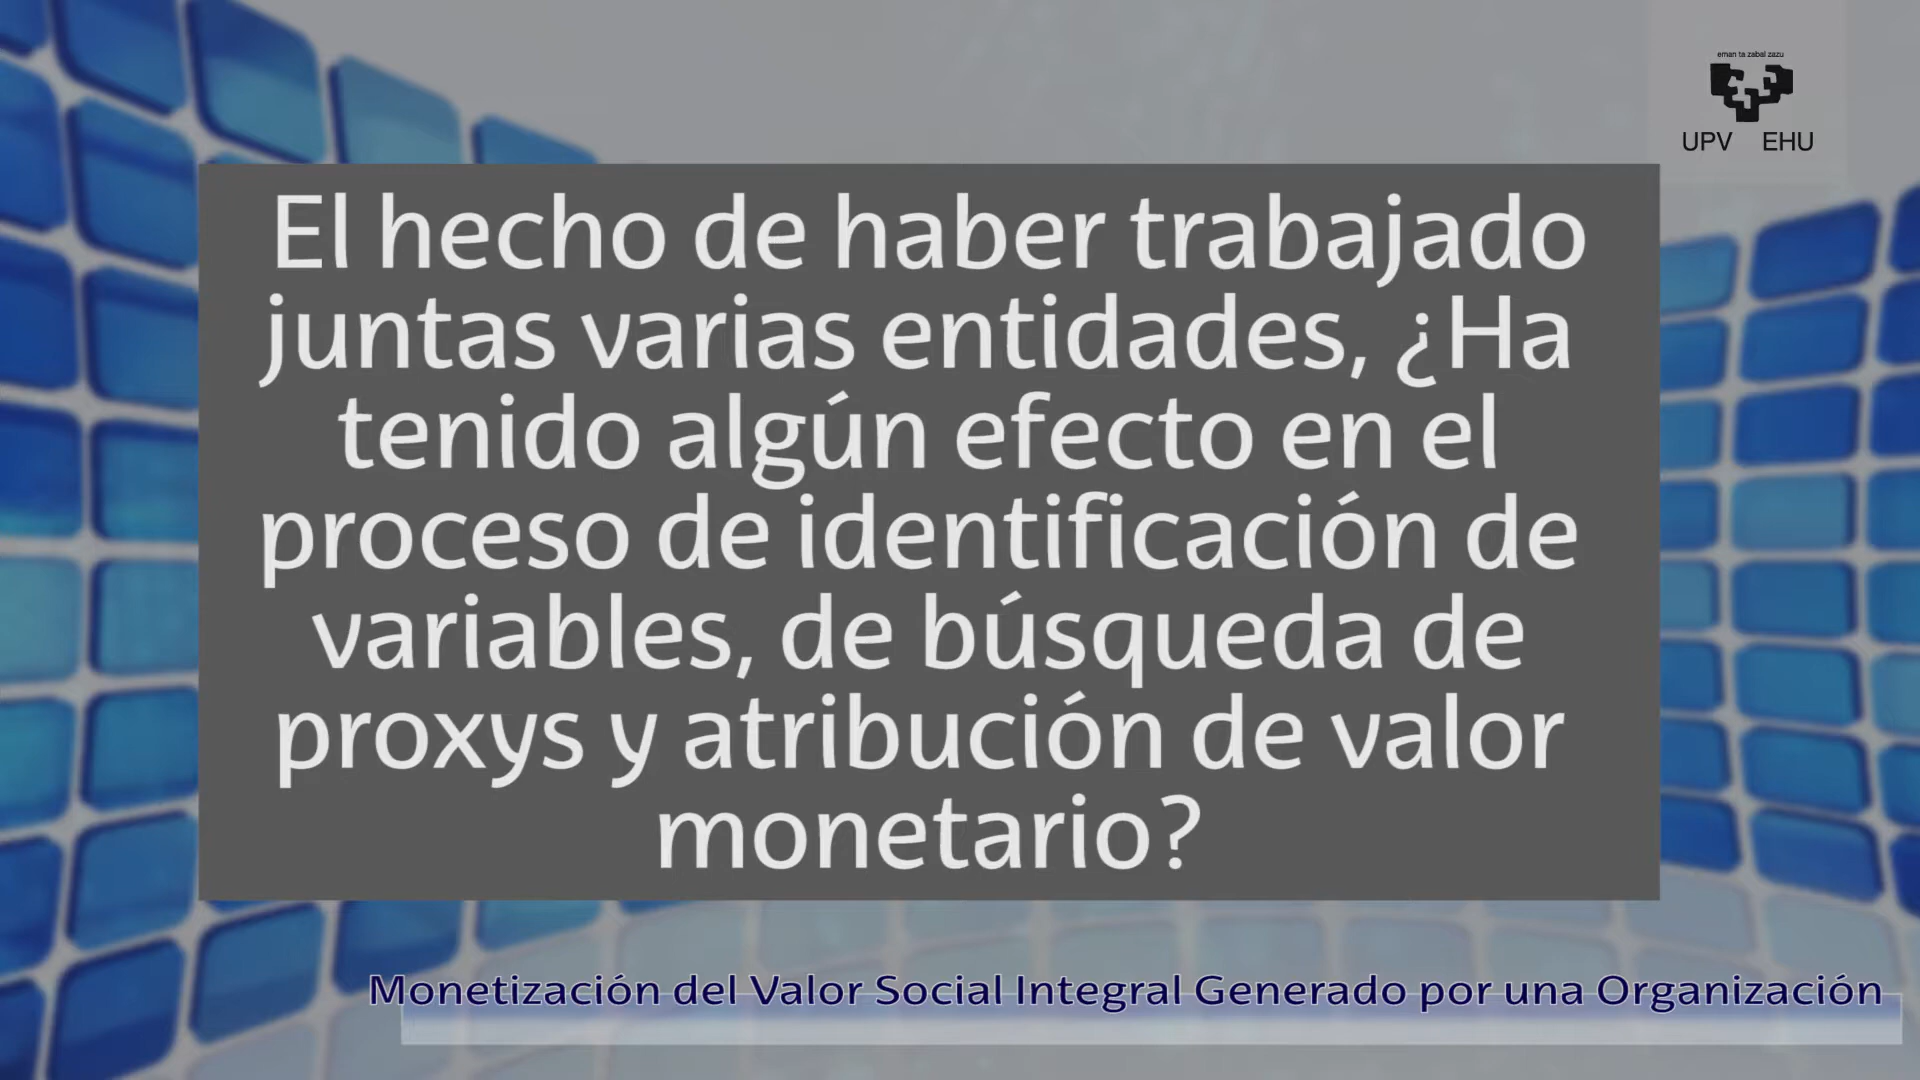 eman ta zabal zazu
UPV EHU
El hecho de haber trabajado
juntas varias entidades, ¿Ha
tenido algún efecto en el
proceso de identificación de
variables, de búsqueda de
proxys y atribución de valor
monetario?
Monetización del Valor Social Integral Generado por una Organización